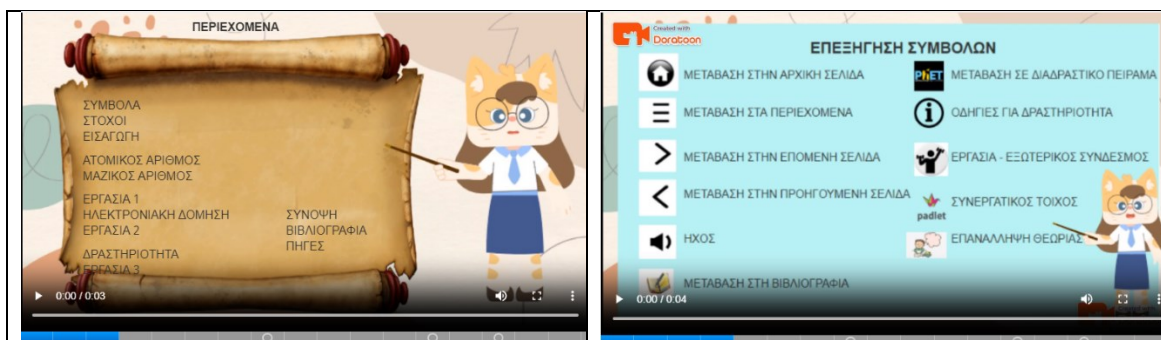 ΠΕΡΙΕΧΟΜΕΝΑ
ΣΥΜΒΟΛΑ
ΣΤΟΧΟΙ
ΕΙΣΑΓΩΓΗ
ΑΤΟΜΙΚΟΣ ΑΡΙΘΜΟΣ
ΜΑΖΙΚΟΣ ΑΡΙΘΜΟΣ
ΕΡΓΑΣΙΑ 1
ΗΛΕΚΤΡΟΝΙΑΚΗ ΔΟΜΗΣΗ
ΕΡΓΑΣΙΑ 2
ΔΡΑΣΤΗΡΙΟΤΗΤΑ
ΕΡΓΑΣΙΑ 3
ΣΥΝΟΨΗ
ΒΙΒΛΙΟΓΡΑΦΙΑ
ΠΗΓΕΣ
0:00 / 0:03
Created with
Doratoon
ΕΠΕΞΗΓΗΣΗ ΣΥΜΒΟΛΩΝ
ΜΕΤΑΒΑΣΗ ΣΤΗΝ ΑΡΧΙΚΗ ΣΕΛΙΔΑ
ΜΕΤΑΒΑΣΗ ΣΤΑ ΠΕΡΙΕΧΟΜΕΝΑ
ΜΕΤΑΒΑΣΗ ΣΤΗΝ ΕΠΟΜΕΝΗ ΣΕΛΙΔΑ
ΜΕΤΑΒΑΣΗ ΣΤΗΝ ΠΡΟΗΓΟΥΜΕΝΗ ΣΕΛΙΔΑ
ΗΧΟΣ
ΜΕΤΑΒΑΣΗ ΣΤΗ ΒΙΒΛΙΟΓΡΑΦΙΑ
PhET ΜΕΤΑΒΑΣΗ ΣΕ ΔΙΑΔΡΑΣΤΙΚΟ ΠΕΙΡΑΜΑ
ΟΔΗΓΙΕΣ ΓΙΑ ΔΡΑΣΤΗΡΙΟΤΗΤΑ
ΕΡΓΑΣΙΑ - ΕΞΩΤΕΡΙΚΟΣ ΣΥΝΔΕΣΜΟΣ
ΣΥΝΕΡΓΑΤΙΚΟΣ ΤΟΙΧΟΣ
padlet
ΕΠΑΝΑΛΛΗΨΗ ΘΕΩΡΙΑΣ
0:00 / 0:04